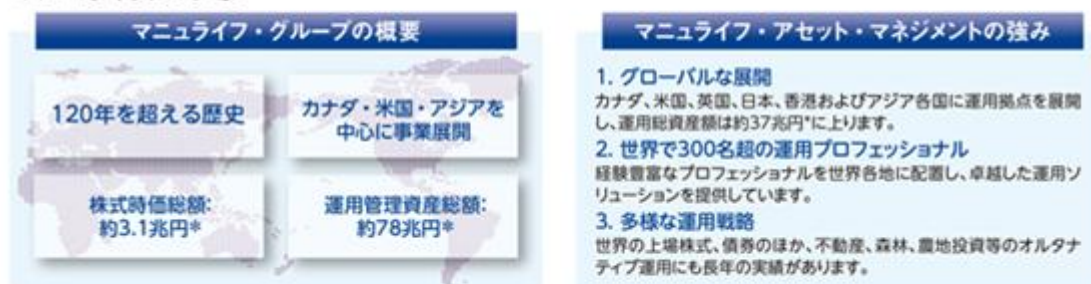 マニュライフ・グループの概要
120年を超える歴史
カナダ・米国・アジアを
中心に事業展開
株式時価総額:
約3.1兆円*
運用管理資産総額:
約78兆円*
マニュライフ・アセット・マネジメントの強み
1. グローバルな展開
カナダ、米国、英国、日本、香港およびアジア各国に運用拠点を展開
し、運用総資産額は約37兆円*に上ります。
2. 世界で300名超の運用プロフェッショナル
経験豊富なプロフェッショナルを世界各地に配置し、卓越した運用ソ
リューションを提供しています。
3. 多様な運用戦略
世界の上場株式、債券のほか、不動産、森林、農地投資等のオルタナ
ティブ運用にも長年の実績があります。